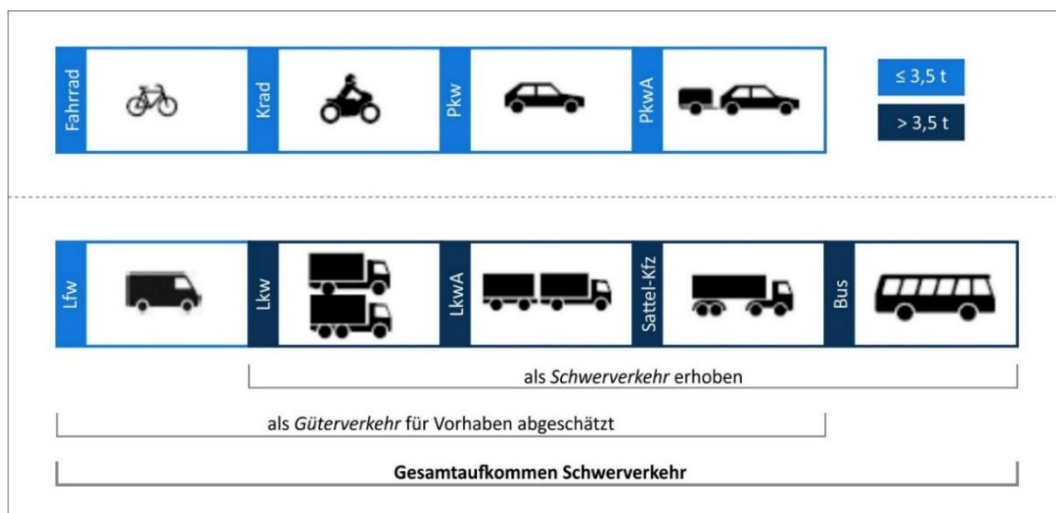 Fahrrad
Krad
Pkw
PkwA
≤ 3,5 t
> 3,5 t
Lfw
Lkw
LkwA
Sattel-Kfz
Bus
als Schwerverkehr erhoben
als Güterverkehr für Vorhaben abgeschätzt
Gesamtaufkommen Schwerverkehr